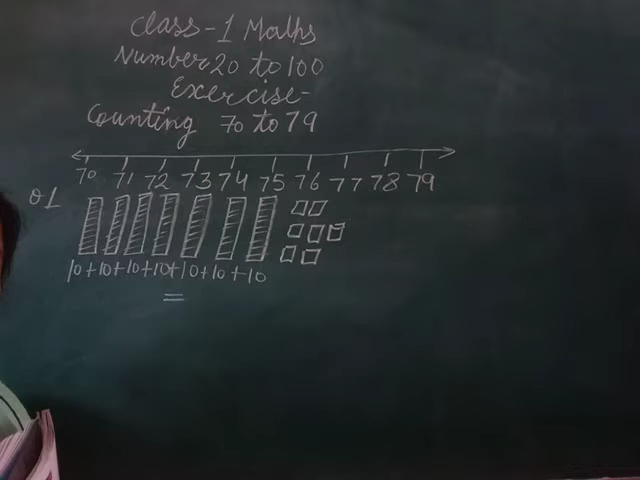 Class-1 Maths
Number 20 to 100
Exercise-
Counting 70 to 79
70 71 72 73 74 75 76 77 78 79
10+10+10+10+10+10+10
=